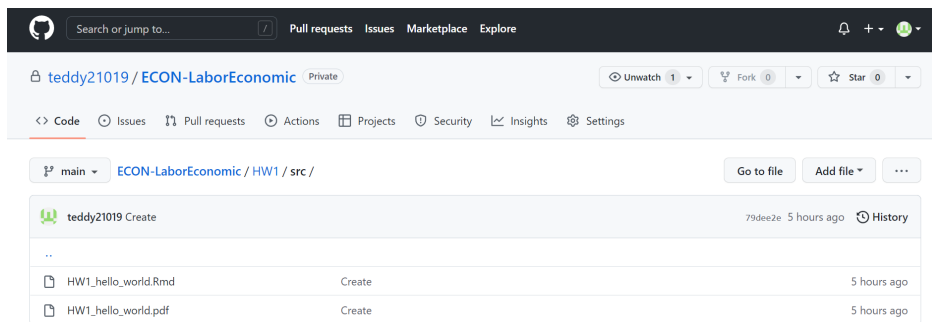 Search or jump to... / Pull requests Issues Marketplace Explore
teddy21019 / ECON-LaborEconomic Private Unwatch 1 Fork 0 Star 0
<> Code Issues Pull requests Actions Projects Security Insights Settings
main ECON-LaborEconomic / HW1 / src / Go to file Add file ...
teddy21019 Create 79dee2e 5 hours ago History
..
HW1_hello_world.Rmd Create 5 hours ago
HW1_hello_world.pdf Create 5 hours ago